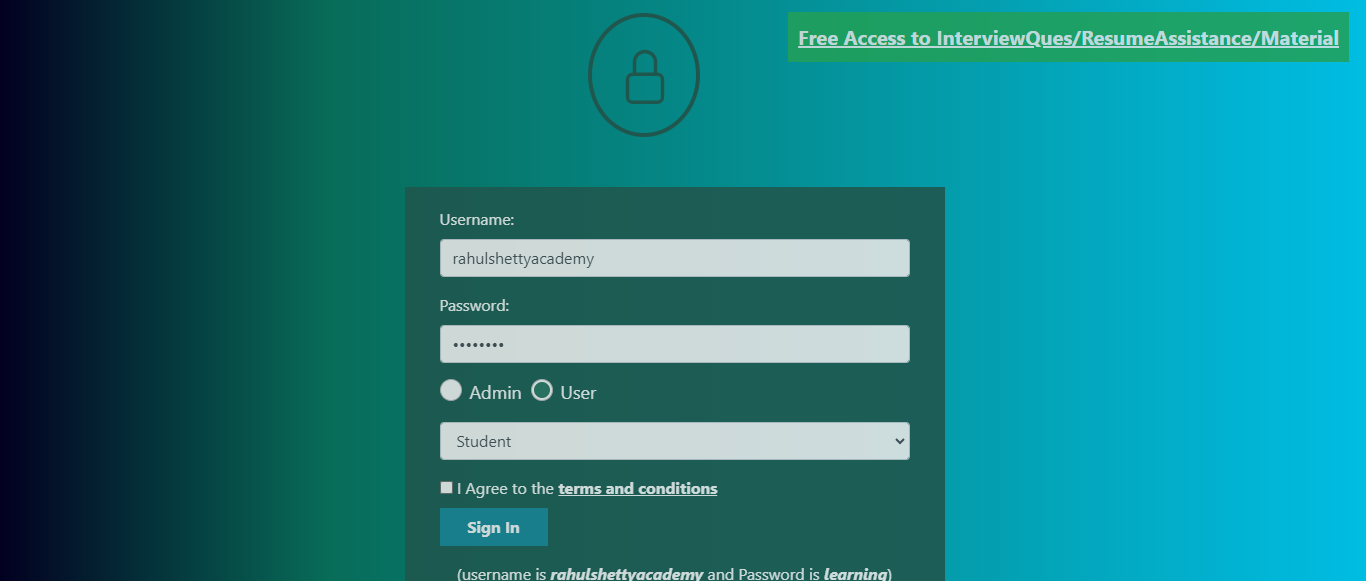 Free Access to InterviewQues/ResumeAssistance/Material
Username:
rahulshettyacademy
Password:
••••••••
Admin User
Student
I Agree to the terms and conditions
Sign In
(username is rahulshettyacademy and Password is learning)